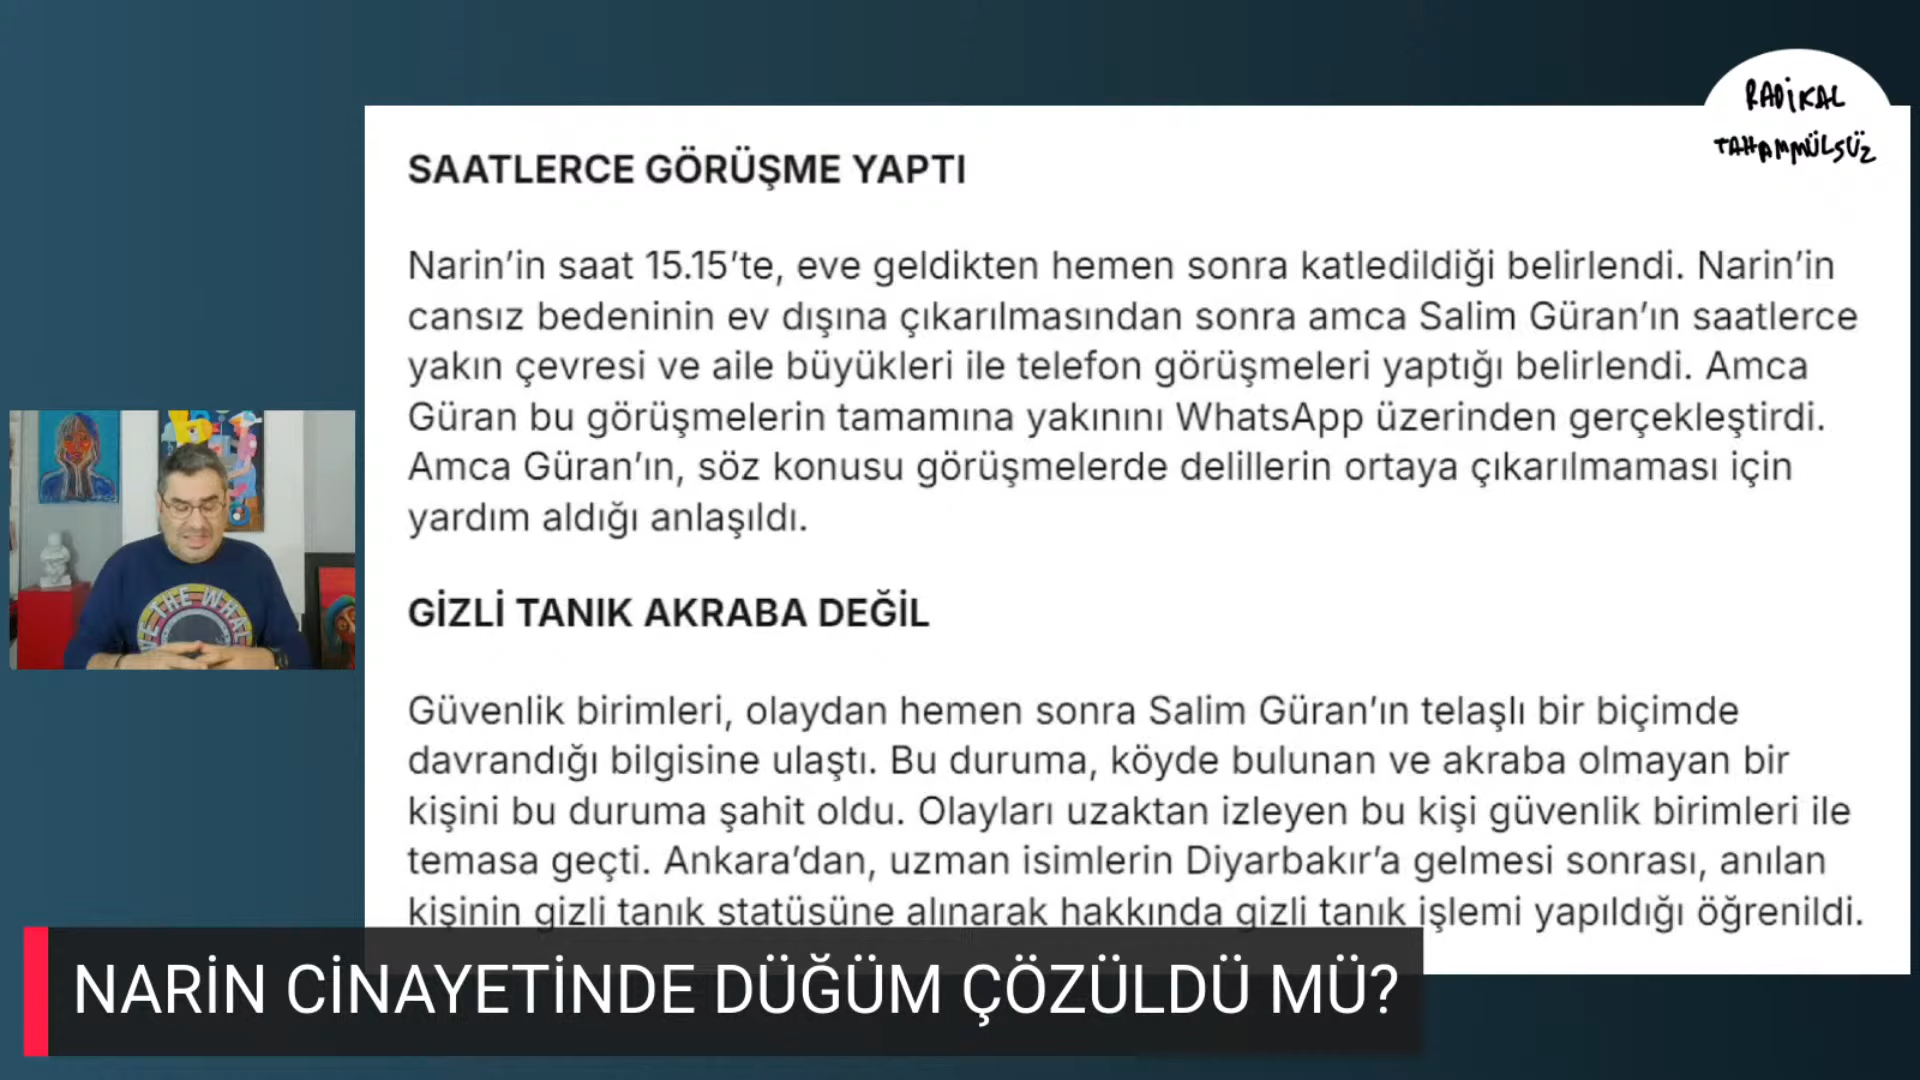 RADİKAL
TAHAMMÜLSÜZ
SAATLERCE GÖRÜŞME YAPTI
Narin’in saat 15.15’te, eve geldikten hemen sonra katledildiği belirlendi. Narin’in
cansız bedeninin ev dışına çıkarılmasından sonra amca Salim Güran’ın saatlerce
yakın çevresi ve aile büyükleri ile telefon görüşmeleri yaptığı belirlendi. Amca
Güran bu görüşmelerin tamamına yakınını WhatsApp üzerinden gerçekleştirdi.
Amca Güran’ın, söz konusu görüşmelerde delillerin ortaya çıkarılmaması için
yardım aldığı anlaşıldı.
GİZLİ TANIK AKRABA DEĞİL
Güvenlik birimleri, olaydan hemen sonra Salim Güran’ın telaşlı bir biçimde
davrandığı bilgisine ulaştı. Bu duruma, köyde bulunan ve akraba olmayan bir
kişini bu duruma şahit oldu. Olayları uzaktan izleyen bu kişi güvenlik birimleri ile
temasa geçti. Ankara’dan, uzman isimlerin Diyarbakır’a gelmesi sonrası, anılan
kişinin gizli tanık statüsüne alınarak hakkında gizli tanık işlemi yapıldığı öğrenildi.
THE WHA
NARİN CİNAYETİNDE DÜĞÜM ÇÖZÜLDÜ MÜ?